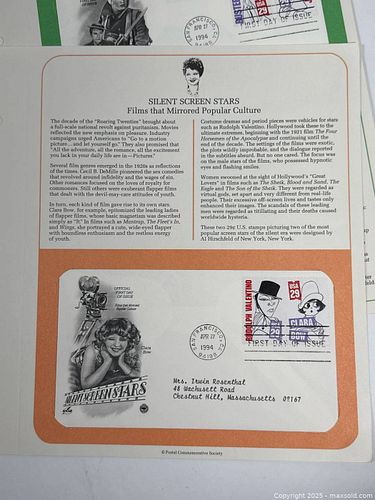 SAN FRANCISCO, CA
1994
FIRST DAY OF ISSUE
SILENT SCREEN STARS
Films that Mirrored Popular Culture
The decade of the "Roaring Twenties" brought about
a full-scale national revolt against puritanism. Movies
reflected the new emphasis on pleasure. Industry
campaigns urged Americans to "Go to a motion
picture... and let yourself go." They also promised that
"All the adventure, all the romance, all the excitement
you lack in your daily life are in—Pictures."
Several film genres emerged in the 1920s as reflections
of the times. Cecil B. DeMille pioneered the sex comedies
that revolved around infidelity and the wages of sin.
Other romances focused on the loves of royalty for
commoners. Still others were exuberant flapper films
that dealt with the devil-may-care attitudes of youth.
In turn, each kind of film gave rise to its own stars.
Clara Bow, for example, epitomized the leading ladies
of flapper films, whose basic magnetism was described
simply as "It." In films such as Mantrap, The Fleet's In,
and Wings, she portrayed a cute, wide-eyed flapper
with boundless enthusiasm and the restless energy
of youth.
Costume dramas and period pieces were vehicles for stars
such as Rudolph Valentino. Hollywood took these to the
ultimate extreme, beginning with the 1921 film The Four
Horsemen of the Apocalypse and continuing until the
end of the decade. The settings of the films were exotic,
the plots wildly improbable, and the dialogue reported
in the subtitles absurd. But no one cared. The focus was
on the male stars of the films, who possessed hypnotic
eyes and flashing smiles.
Women swooned at the sight of Hollywood's "Great
Lovers" in films such as The Sheik, Blood and Sand, The
Eagle and The Son of the Sheik. They were regarded as
virtual gods, set apart and very different from real-life
people. Their excessive off-screen lives and tastes only
enhanced their images. The scandals of these leading
men were regarded as titillating and their deaths caused
worldwide hysteria.
These two 29¢ U.S. stamps picturing two of the most
popular stars of the silent era were designed by
Al Hirschfeld of New York, New York.
OFFICIAL
FIRST DAY
OF ISSUE
Films that Mirrored
Popular Culture
Clara
Bow
SILENT SCREEN STARS
SAN FRANCISCO, CA
APR 27
1994
94188
RUDOLPH VALENTINO
USA
29
CLARA
BOW
29
FIRST DAY OF ISSUE
Mrs. Irwin Rosenthal
48 Wachusett Road
Chestnut Hill, Massachusetts 02167
© Postal Commemorative Society
Copyright 2025 - maxsold.com